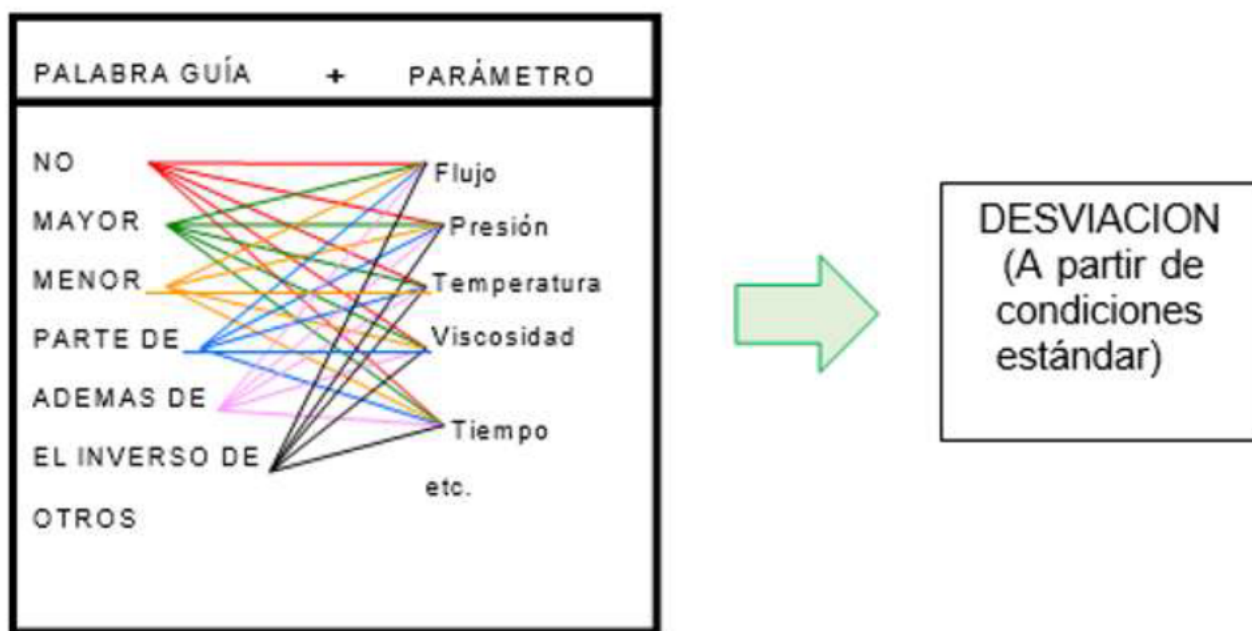 PALABRA GUÍA + PARÁMETRO
NO
MAYOR
MENOR
PARTE DE
ADEMAS DE
EL INVERSO DE
OTROS
Flujo
Presión
Temperatura
Viscosidad
Tiempo
etc.
DESVIACION
(A partir de
condiciones
estándar)